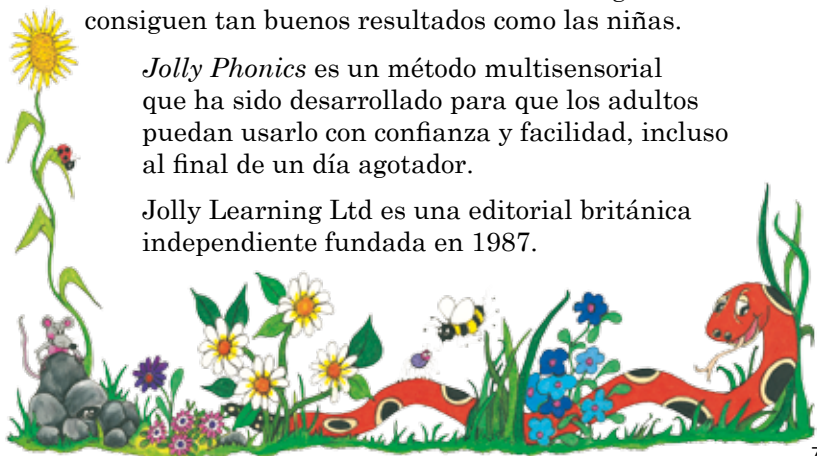 consiguen tan buenos resultados como las niñas.
Jolly Phonics es un método multisensorial
que ha sido desarrollado para que los adultos
puedan usarlo con confianza y facilidad, incluso
al final de un día agotador.
Jolly Learning Ltd es una editorial británica
independiente fundada en 1987.